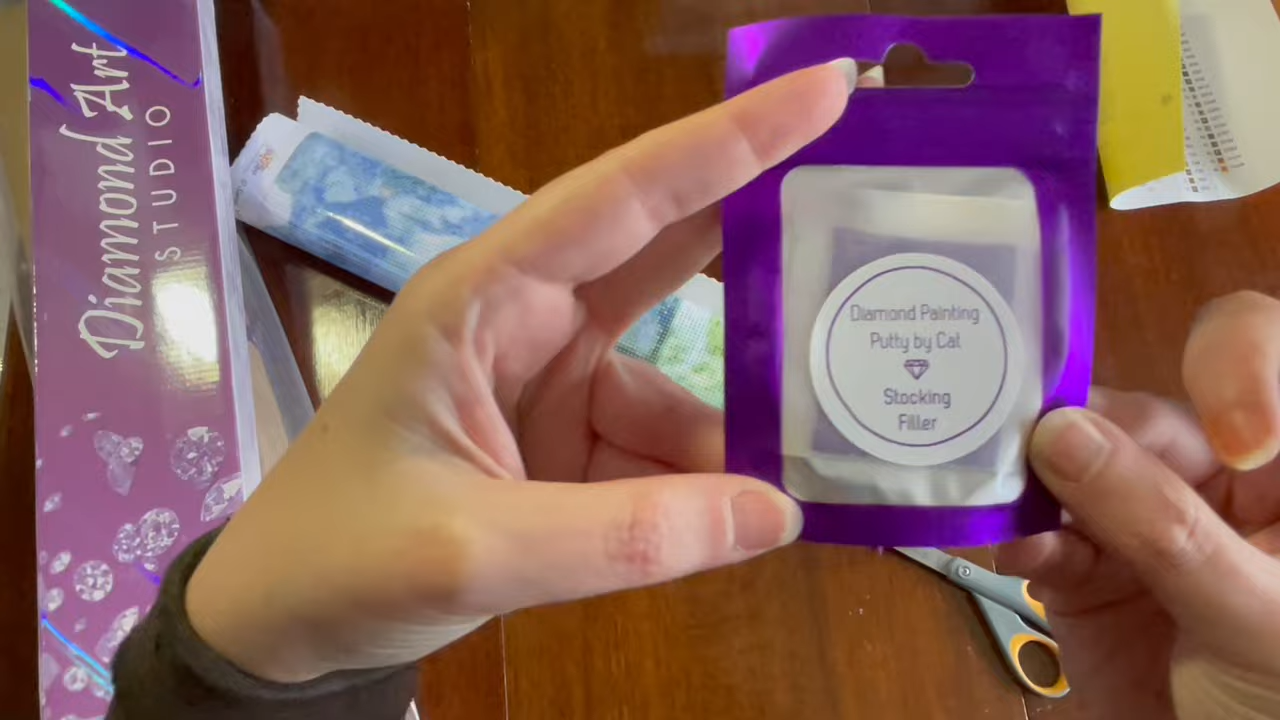 Diamond Art
STUDIO
Diamond Painting
Putty by Cat
Stocking
Filler